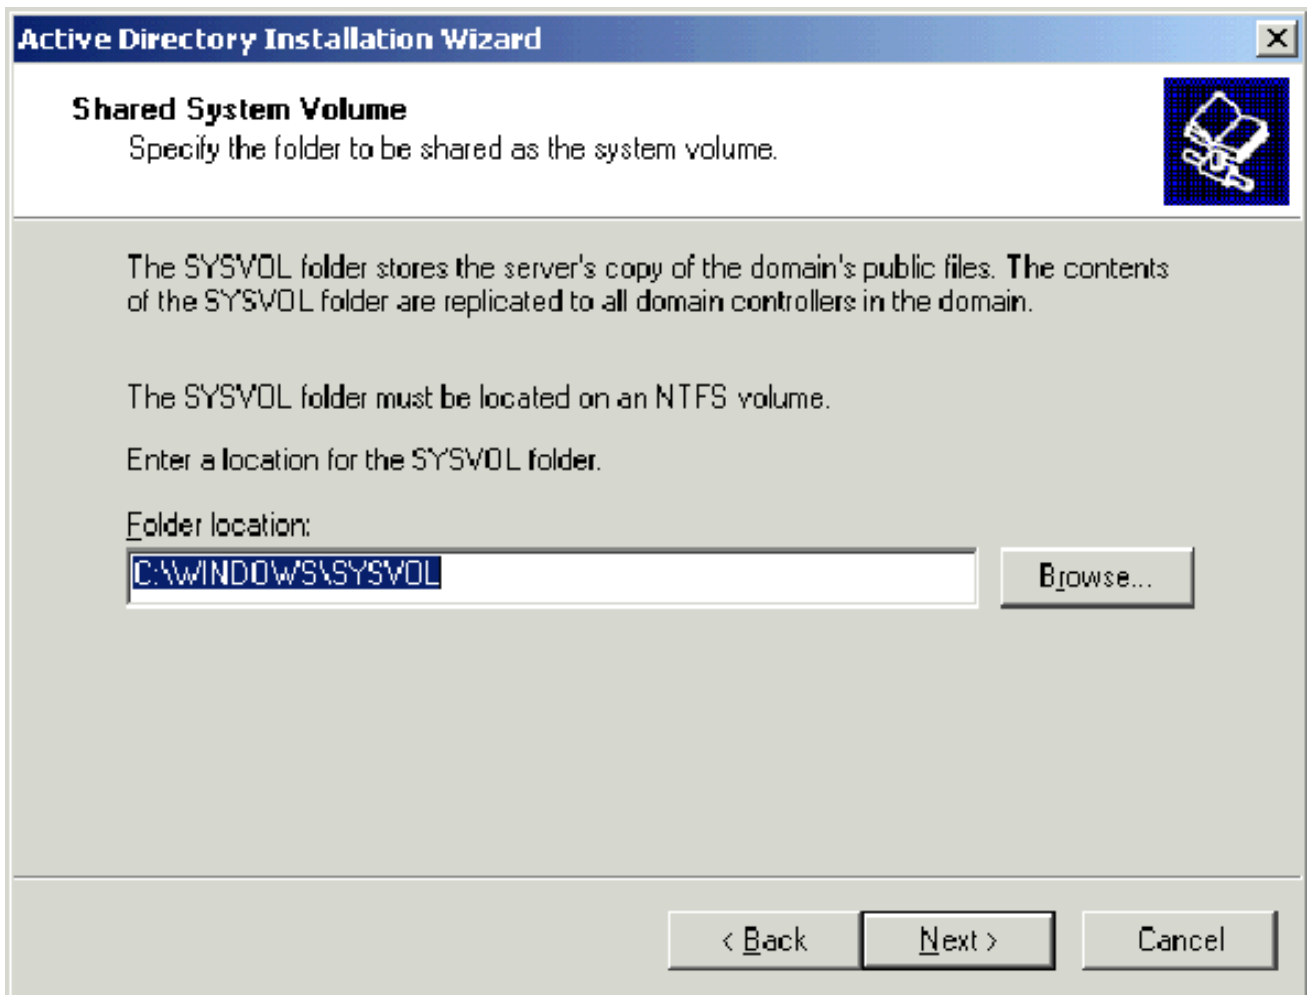 Active Directory Installation Wizard
Shared System Volume
Specify the folder to be shared as the system volume.
The SYSVOL folder stores the server's copy of the domain's public files. The contents
of the SYSVOL folder are replicated to all domain controllers in the domain.
The SYSVOL folder must be located on an NTFS volume.
Enter a location for the SYSVOL folder.
Folder location:
C:\WINDOWS\SYSVOL
Browse...
< Back Next > Cancel